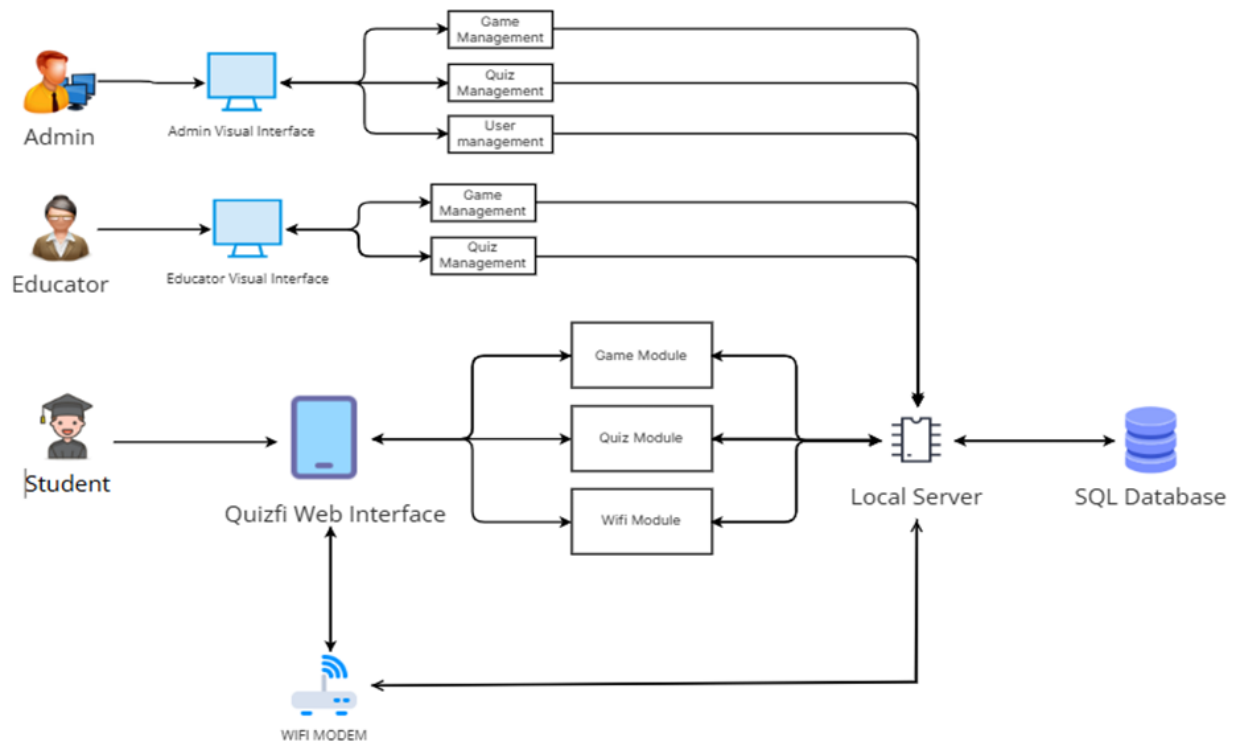 Game
Management
Quiz
Management
User
management
Admin
Admin Visual Interface
Game
Management
Quiz
Management
Educator
Educator Visual Interface
Game Module
Quiz Module
Wifi Module
Student
Quizfi Web Interface
Local Server
SQL Database
WIFI MODEM